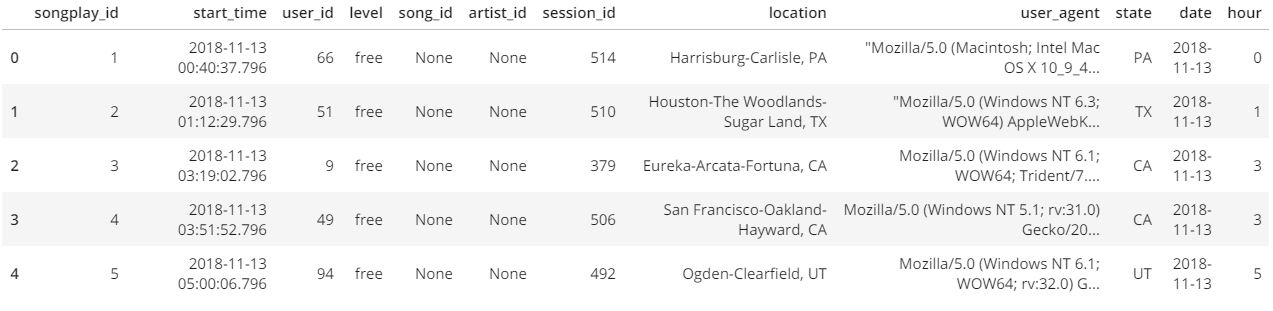 songplay_id start_time user_id level song_id artist_id session_id location user_agent state date hour
0 1 2018-11-13 00:40:37.796 66 free None None 514 Harrisburg-Carlisle, PA "Mozilla/5.0 (Macintosh; Intel Mac OS X 10_9_4... PA 2018-11-13 0
1 2 2018-11-13 01:12:29.796 51 free None None 510 Houston-The Woodlands-Sugar Land, TX "Mozilla/5.0 (Windows NT 6.3; WOW64) AppleWebK... TX 2018-11-13 1
2 3 2018-11-13 03:19:02.796 9 free None None 379 Eureka-Arcata-Fortuna, CA Mozilla/5.0 (Windows NT 6.1; WOW64; Trident/7.... CA 2018-11-13 3
3 4 2018-11-13 03:51:52.796 49 free None None 506 San Francisco-Oakland-Hayward, CA Mozilla/5.0 (Windows NT 5.1; rv:31.0) Gecko/20... CA 2018-11-13 3
4 5 2018-11-13 05:00:06.796 94 free None None 492 Ogden-Clearfield, UT Mozilla/5.0 (Windows NT 6.1; WOW64; rv:32.0) G... UT 2018-11-13 5